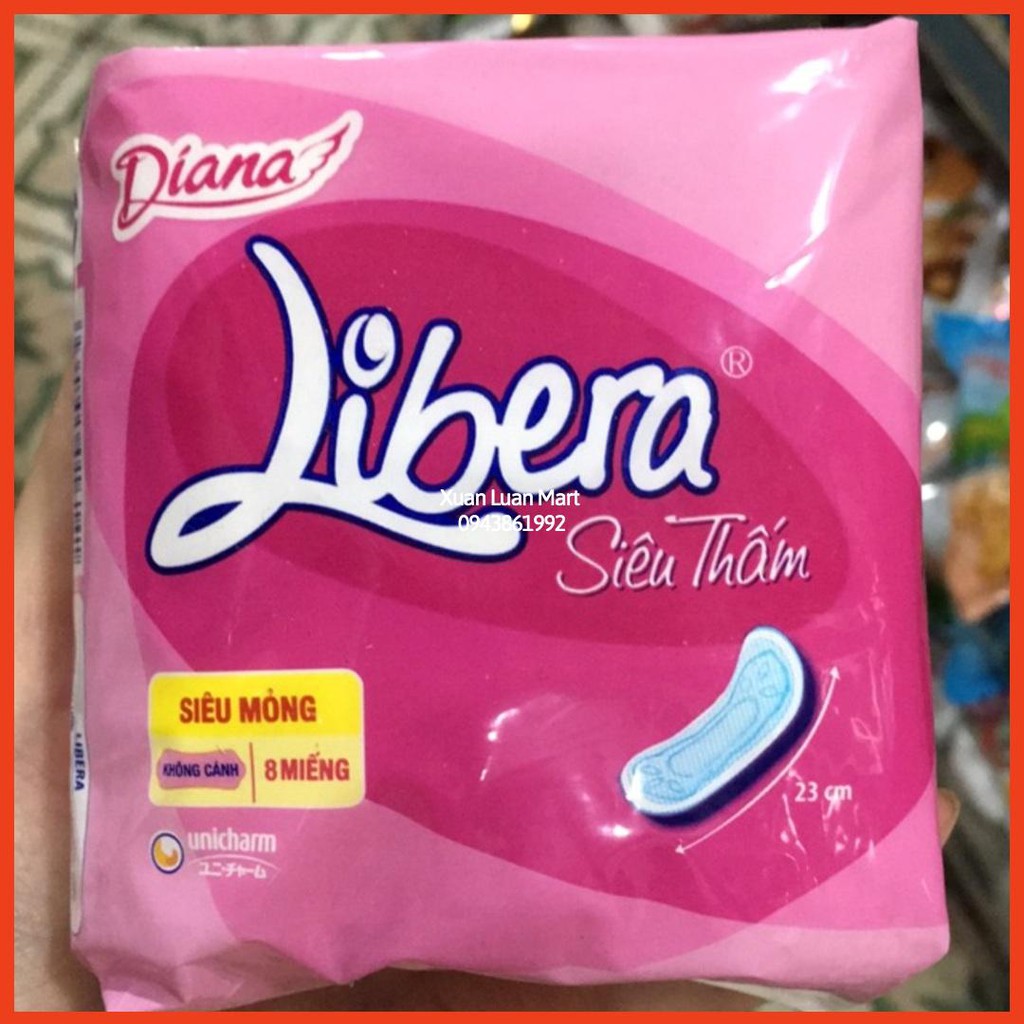 Diana
Libera®
Xuan Luan Mart
0943861992
Siêu Thấm
SIÊU MỎNG
KHÔNG CÁNH
8 MIẾNG
23 cm
unicharm
ユニ・チャーム
LIBERA